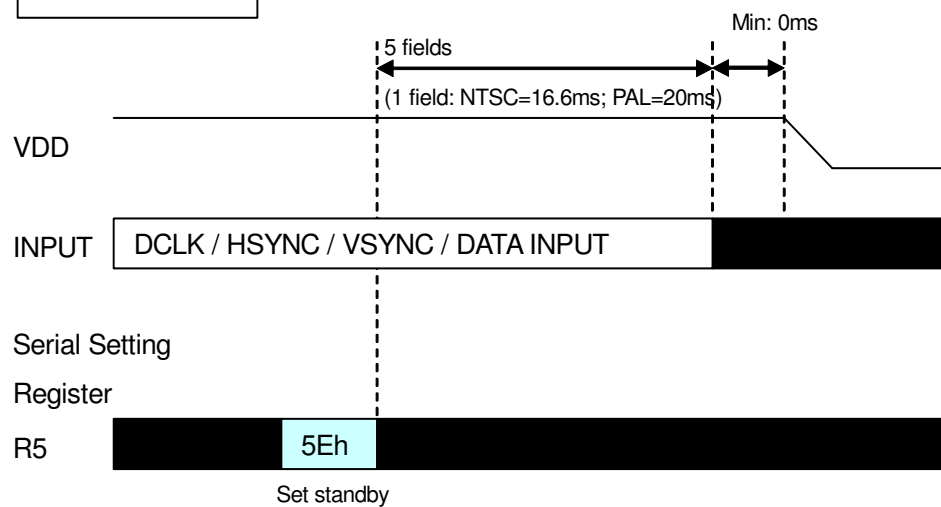 Min: 0ms
5 fields
(1 field: NTSC=16.6ms; PAL=20ms)
VDD
INPUT DCLK / HSYNC / VSYNC / DATA INPUT
Serial Setting
Register
R5 5Eh
Set standby